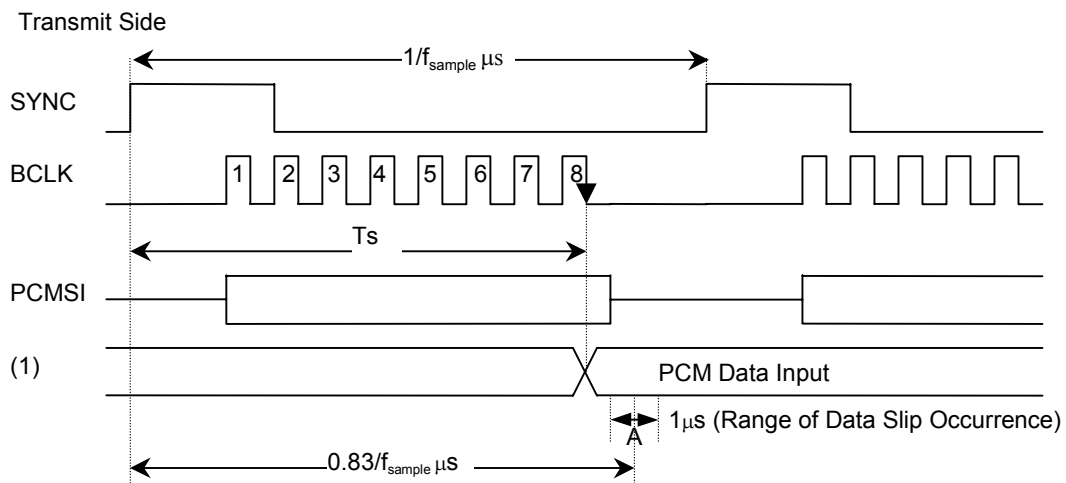 Transmit Side
1/fsample μs
SYNC
BCLK
1 2 3 4 5 6 7 8
Ts
PCMSI
(1)
PCM Data Input
1μs (Range of Data Slip Occurrence)
A
0.83/fsample μs